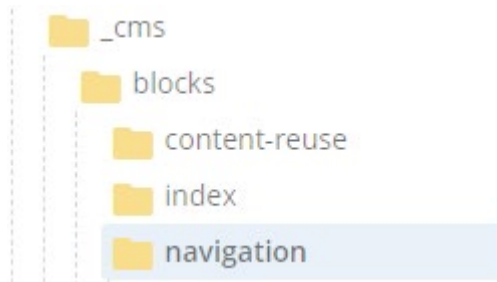 _cms
blocks
content-reuse
index
navigation